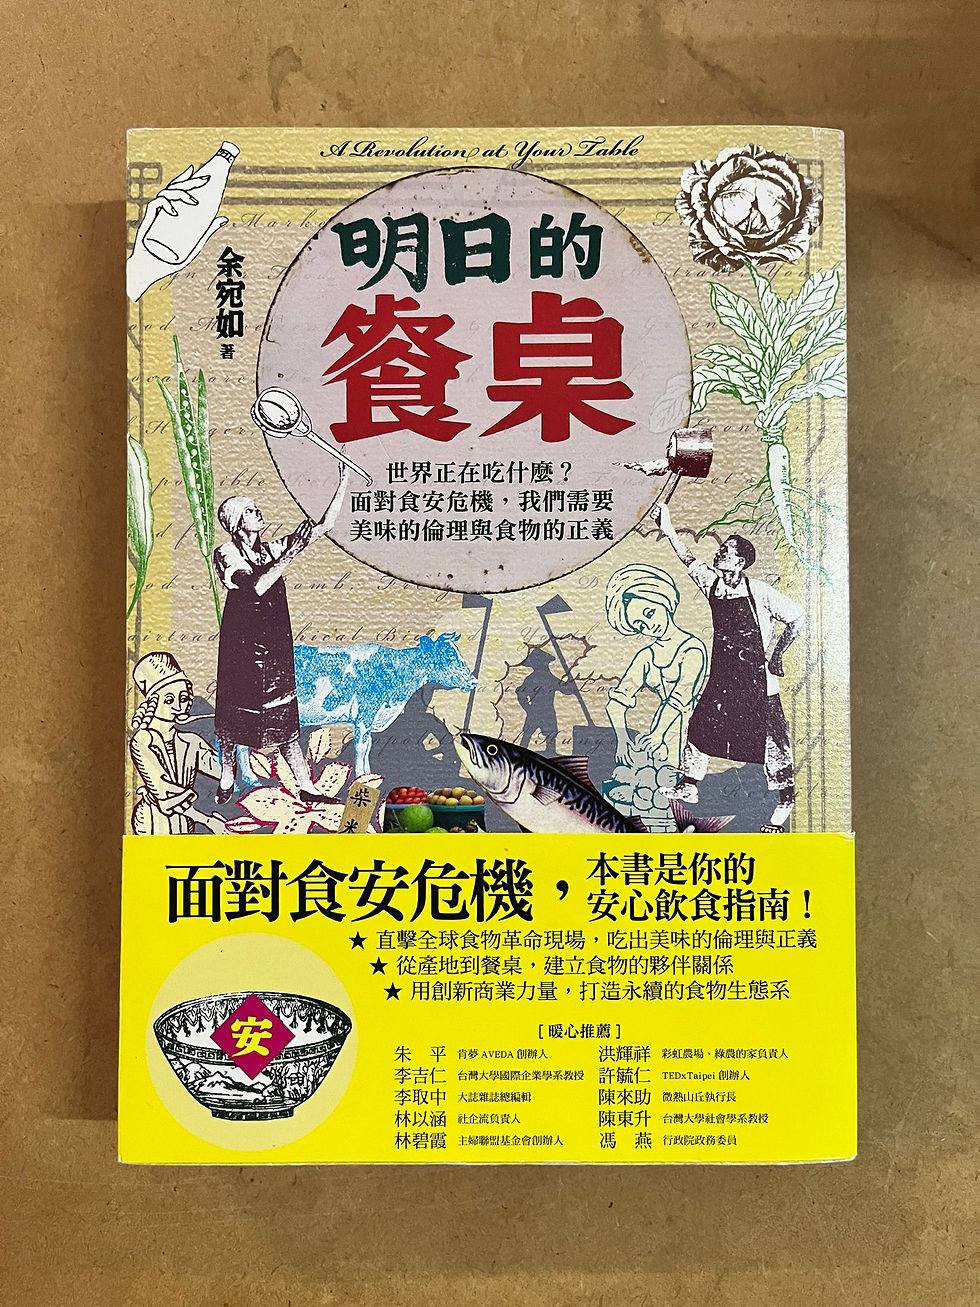 A Revolution at Your Table
明日的
餐桌
余宛如 著
世界正在吃什麼？
面對食安危機，我們需要
美味的倫理與食物的正義
柴米
面對食安危機，
本書是你的
安心飲食指南！
★ 直擊全球食物革命現場，吃出美味的倫理與正義
★ 從產地到餐桌，建立食物的夥伴關係
★ 用創新商業力量，打造永續的食物生態系
安
［暖心推薦］
朱 平 肯夢 AVEDA 創辦人
李吉仁 台灣大學國際企業學系教授
李取中 大誌雜誌總編輯
林以涵 社企流負責人
林碧霞 主婦聯盟基金會創辦人
洪輝祥 彩虹農場、綠農的家負責人
許毓仁 TEDxTaipei 創辦人
陳來助 微熱山丘執行長
陳東升 台灣大學社會學系教授
馮 燕 行政院政務委員